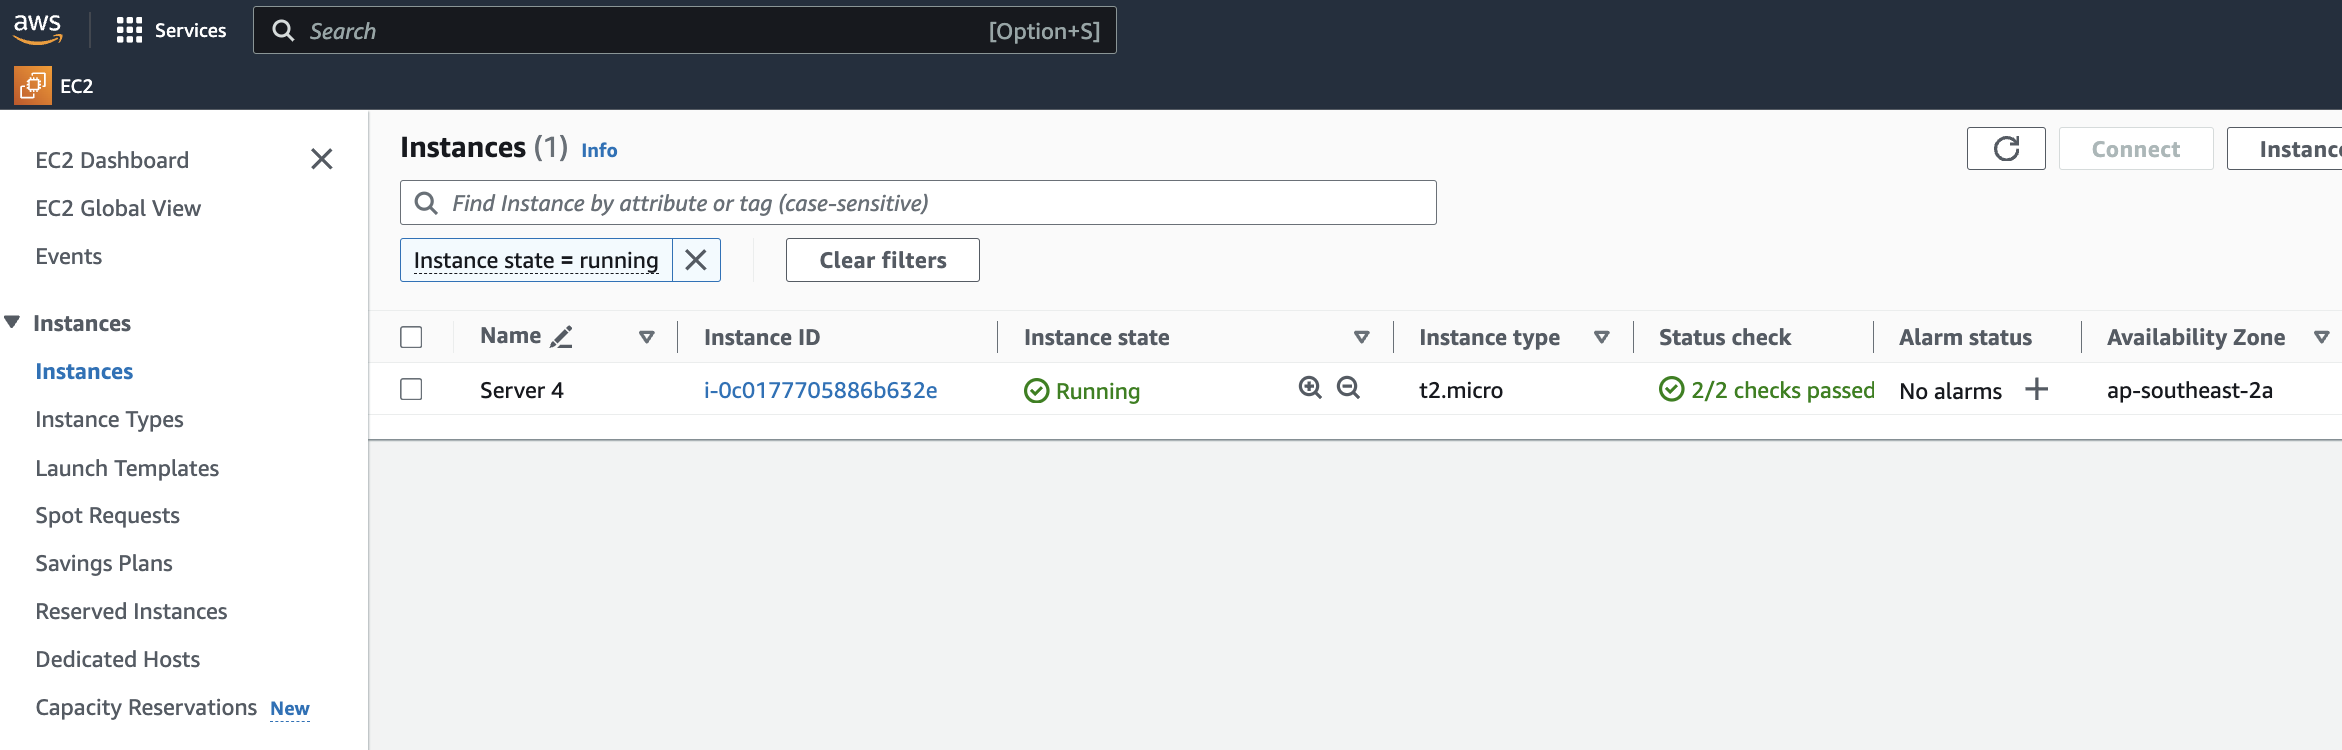 aws
Services
Search
[Option+S]
EC2
EC2 Dashboard
EC2 Global View
Events
Instances
Instances
Instance Types
Launch Templates
Spot Requests
Savings Plans
Reserved Instances
Dedicated Hosts
Capacity Reservations New
Instances (1) Info
Connect
Instanc
Find Instance by attribute or tag (case-sensitive)
Instance state = running
Clear filters
Name Instance ID Instance state Instance type Status check Alarm status Availability Zone
Server 4 i-0c0177705886b632e Running t2.micro 2/2 checks passed No alarms ap-southeast-2a